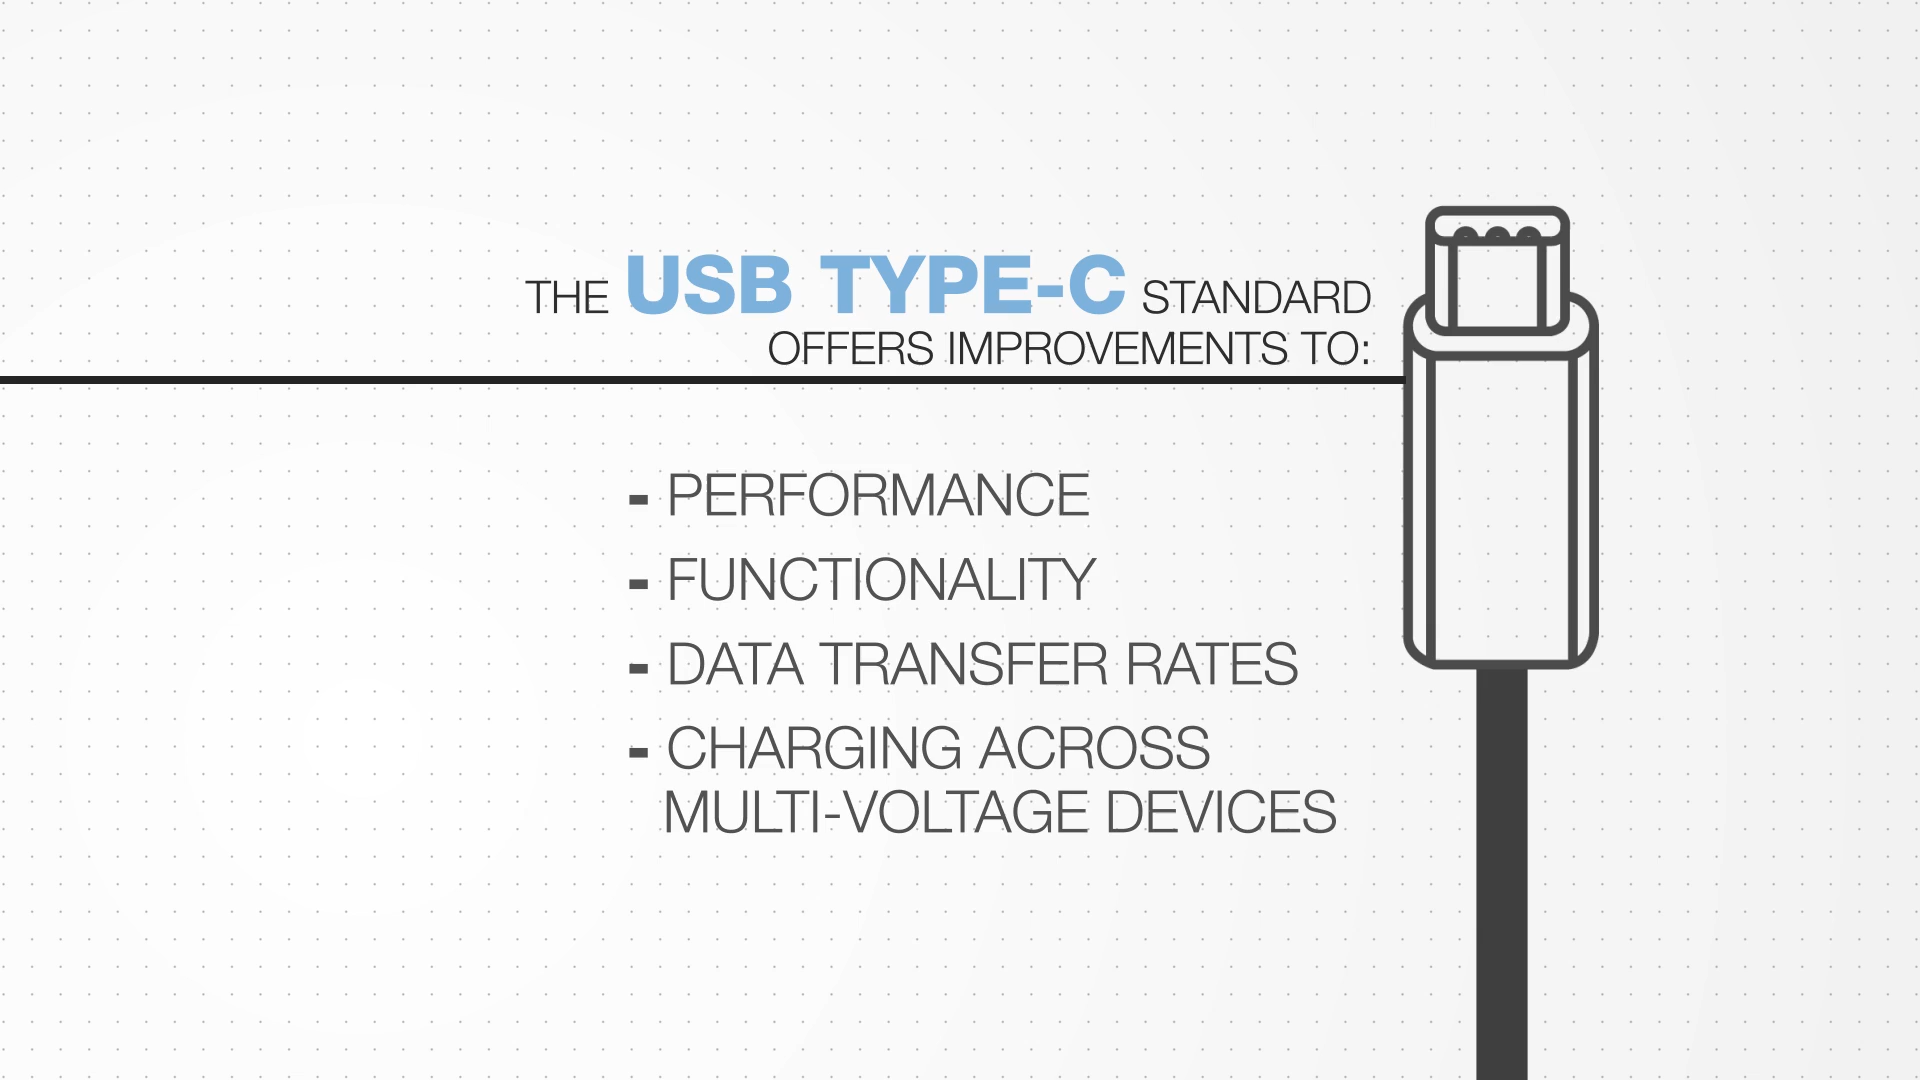 THE USB TYPE-C STANDARD
OFFERS IMPROVEMENTS TO:
- PERFORMANCE
- FUNCTIONALITY
- DATA TRANSFER RATES
- CHARGING ACROSS
MULTI-VOLTAGE DEVICES